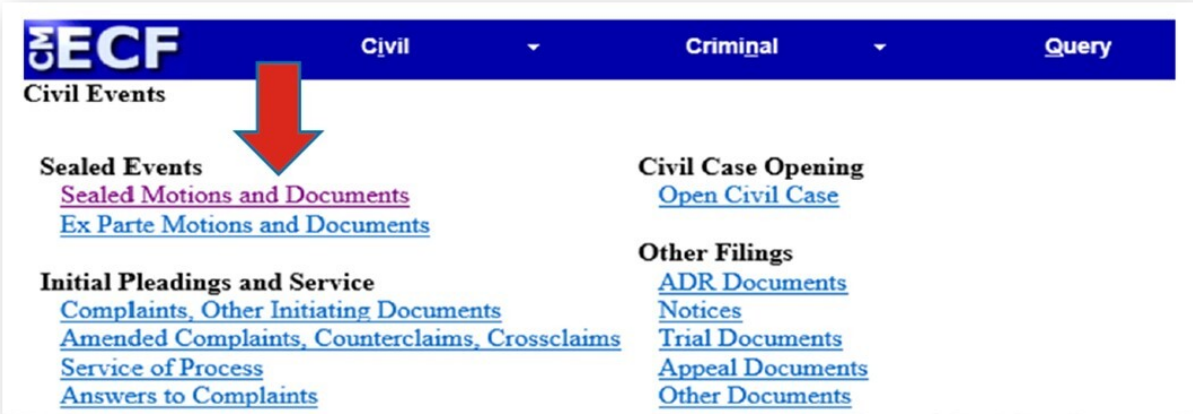 CM ECF Civil Criminal Query
Civil Events
Sealed Events
Sealed Motions and Documents
Ex Parte Motions and Documents
Initial Pleadings and Service
Complaints, Other Initiating Documents
Amended Complaints, Counterclaims, Crossclaims
Service of Process
Answers to Complaints
Civil Case Opening
Open Civil Case
Other Filings
ADR Documents
Notices
Trial Documents
Appeal Documents
Other Documents